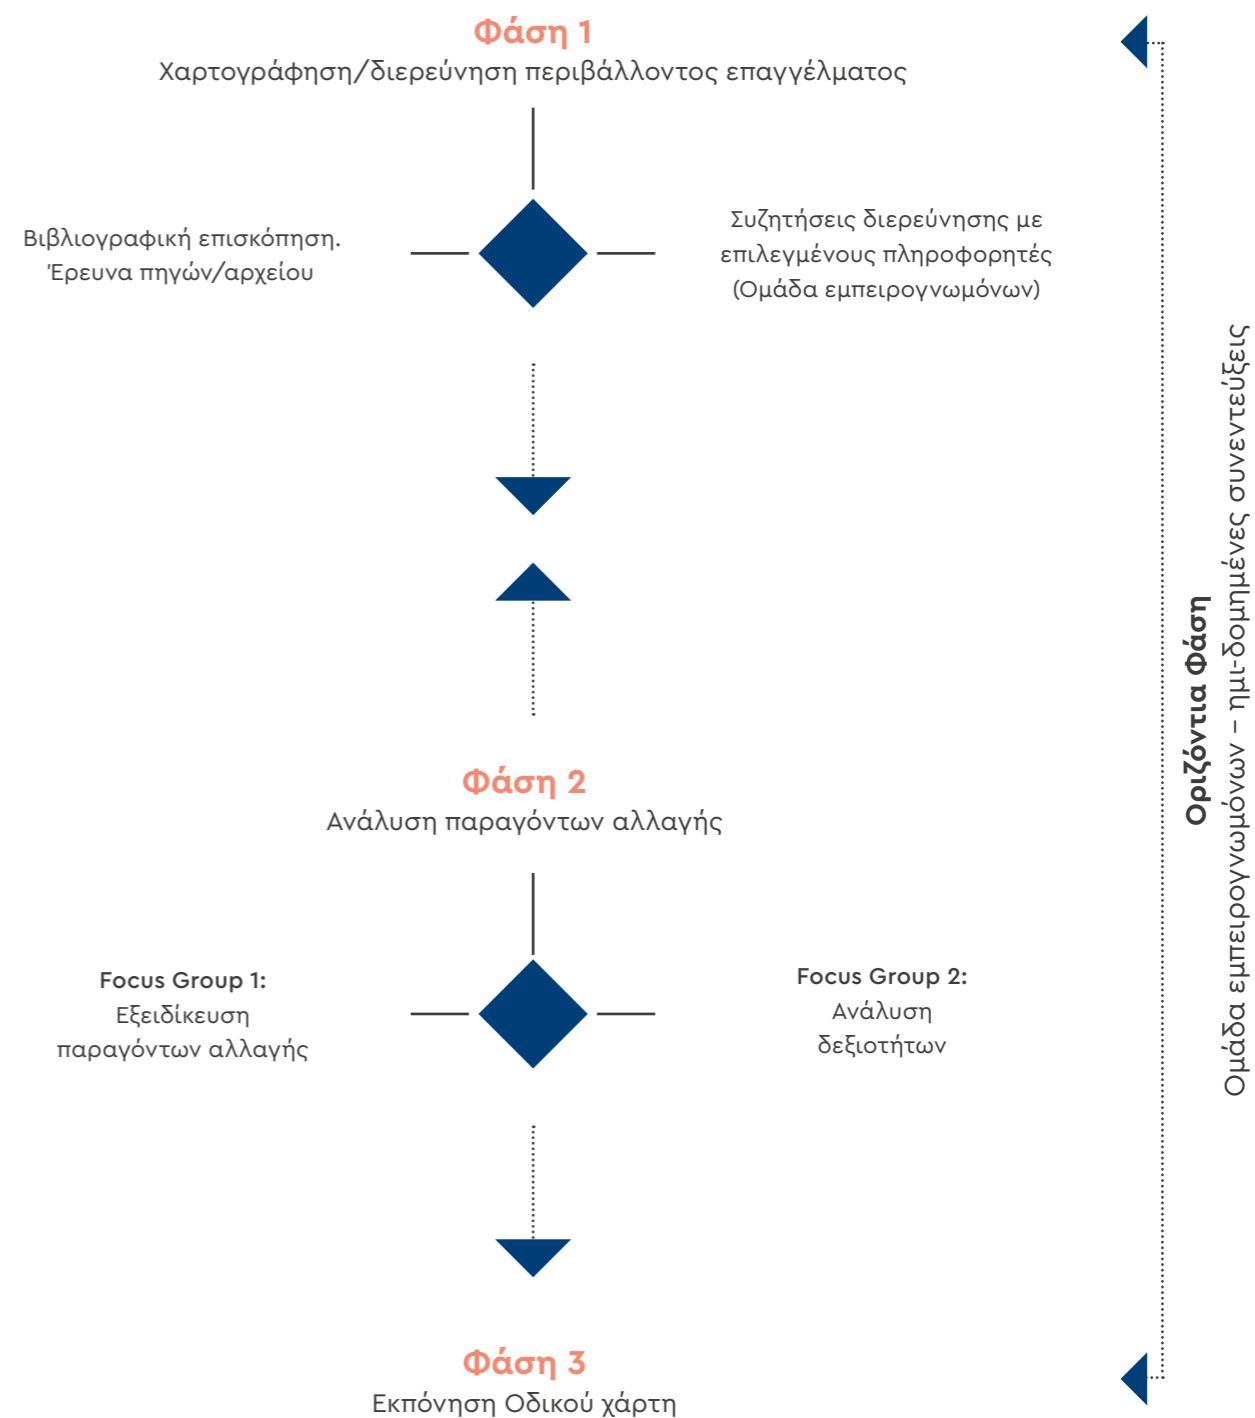 Φάση 1
Χαρτογράφηση/διερεύνηση περιβάλλοντος επαγγέλματος
Βιβλιογραφική επισκόπηση.
Έρευνα πηγών/αρχείου
Συζητήσεις διερεύνησης με
επιλεγμένους πληροφορητές
(Ομάδα εμπειρογνωμόνων)
Φάση 2
Ανάλυση παραγόντων αλλαγής
Focus Group 1:
Εξειδίκευση
παραγόντων αλλαγής
Focus Group 2:
Ανάλυση
δεξιοτήτων
Φάση 3
Εκπόνηση Οδικού χάρτη
Οριζόντια Φάση
Ομάδα εμπειρογνωμόνων – ημι-δομημένες συνεντεύξεις